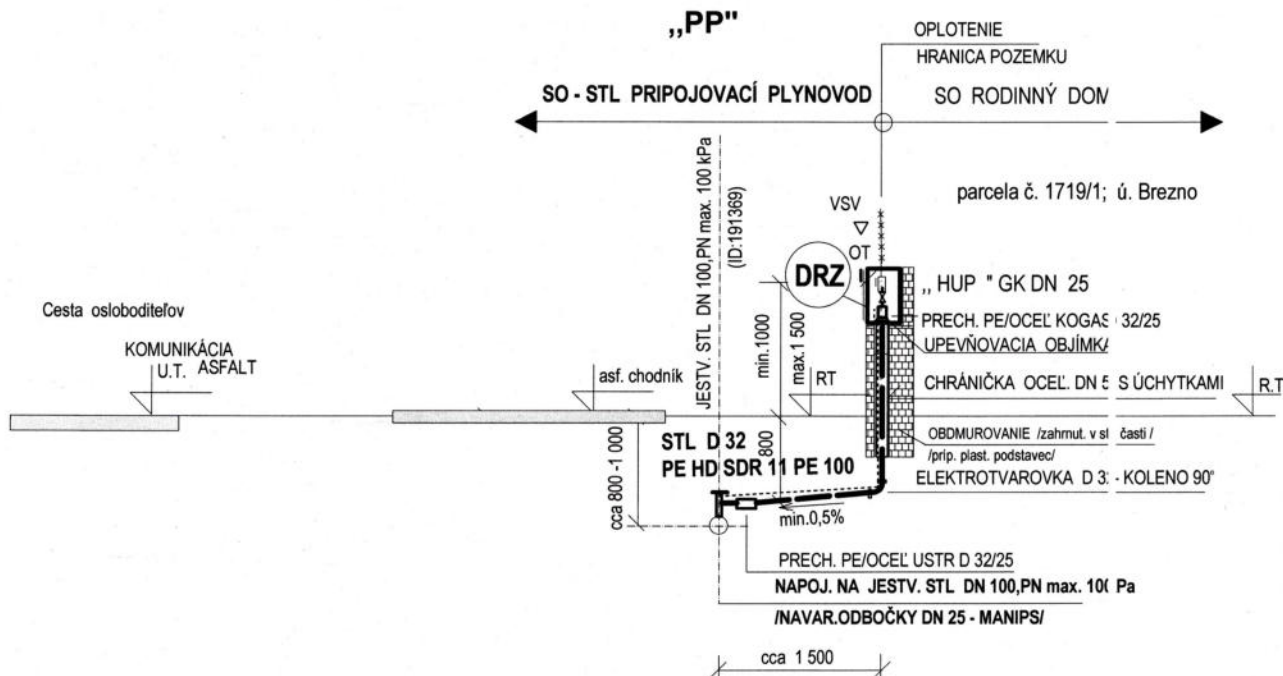 ,,PP"
OPLOTENIE
HRANICA POZEMKU
SO - STL PRIPOJOVACÍ PLYNOVOD
SO RODINNÝ DOM
JESTV. STL DN 100,PN max. 100 kPa
(ID:191369)
parcela č. 1719/1; ú. Brezno
VSV
OT
DRZ
,, HUP " GK DN 25
Cesta osloboditeľov
KOMUNIKÁCIA
U.T. ASFALT
asf. chodník
min.1000
max.1 500
RT
R.T
PRECH. PE/OCEĽ KOGAS 32/25
UPEVŇOVACIA OBJÍMKA
CHRÁNIČKA OCEĽ. DN 5 S ÚCHYTKAMI
OBDMUROVANIE /zahrnut. v st časti /
/príp. plast. podstavec/
ELEKTROTVAROVKA D 32 - KOLENO 90°
STL D 32
PE HD SDR 11 PE 100
800
cca 800 -1 000
min.0,5%
PRECH. PE/OCEĽ USTR D 32/25
NAPOJ. NA JESTV. STL DN 100,PN max. 100 Pa
/NAVAR.ODBOČKY DN 25 - MANIPS/
cca 1 500